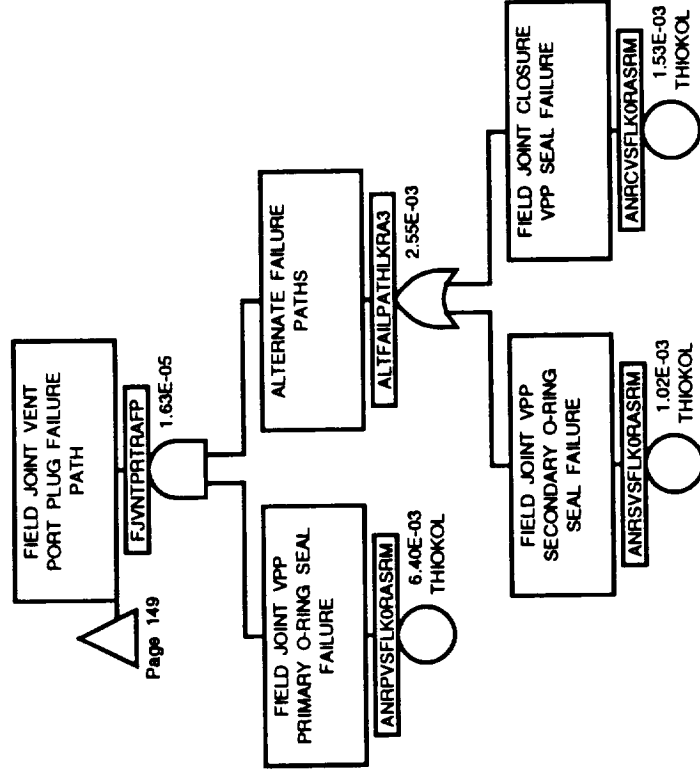 FIELD JOINT VENT
PORT PLUG FAILURE
PATH
FJVNTPRTRAFP
1.63E-05
Page 149
FIELD JOINT VPP
PRIMARY O-RING SEAL
FAILURE
ANRPVSFLK0RASRM
6.40E-03
THIOKOL
ALTERNATE FAILURE
PATHS
ALTFAILPATHLKRA3
2.55E-03
FIELD JOINT VPP
SECONDARY O-RING
SEAL FAILURE
ANRSVSFLK0RASRM
1.02E-03
THIOKOL
FIELD JOINT CLOSURE
VPP SEAL FAILURE
ANRCVSFLK0RASRM
1.53E-03
THIOKOL